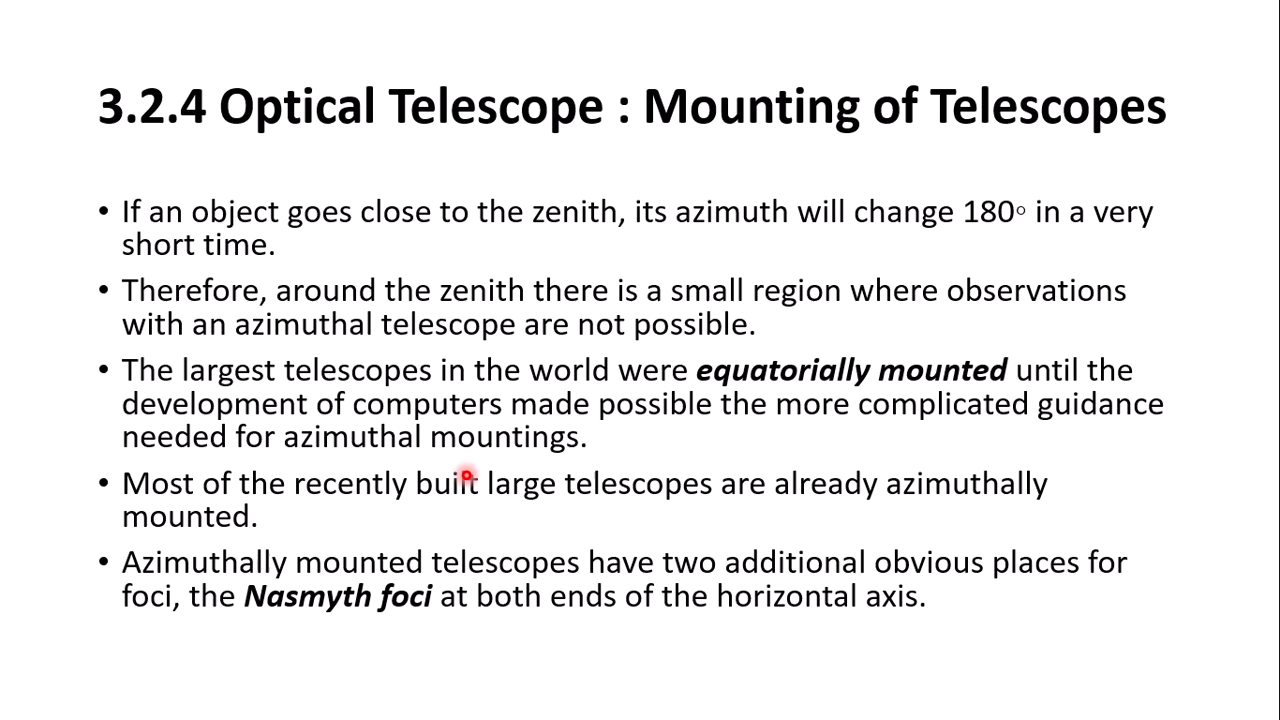 3.2.4 Optical Telescope : Mounting of Telescopes
• If an object goes close to the zenith, its azimuth will change 180◦ in a very
short time.
• Therefore, around the zenith there is a small region where observations
with an azimuthal telescope are not possible.
• The largest telescopes in the world were equatorially mounted until the
development of computers made possible the more complicated guidance
needed for azimuthal mountings.
• Most of the recently built large telescopes are already azimuthally
mounted.
• Azimuthally mounted telescopes have two additional obvious places for
foci, the Nasmyth foci at both ends of the horizontal axis.